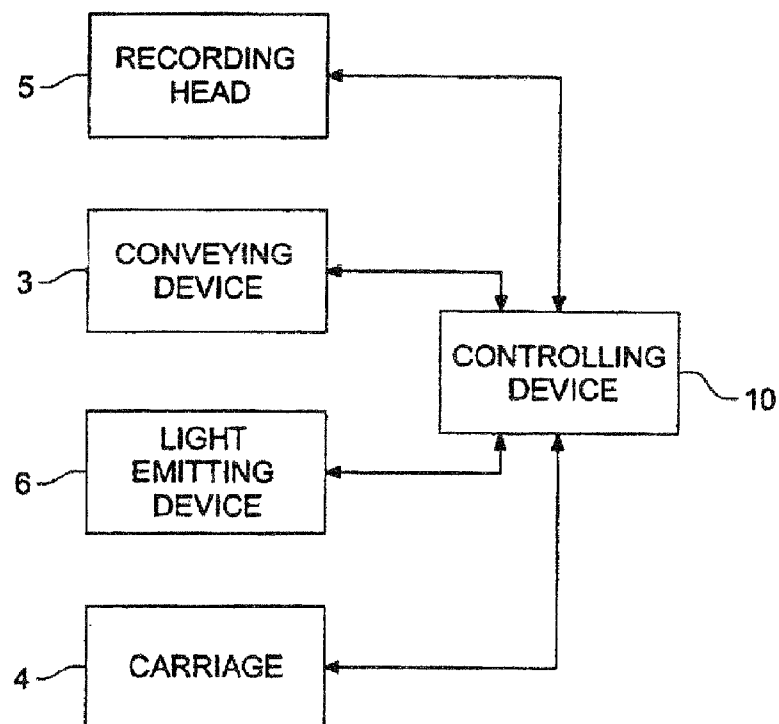 5
RECORDING
HEAD
3
CONVEYING
DEVICE
CONTROLLING
DEVICE
10
6
LIGHT
EMITTING
DEVICE
4
CARRIAGE